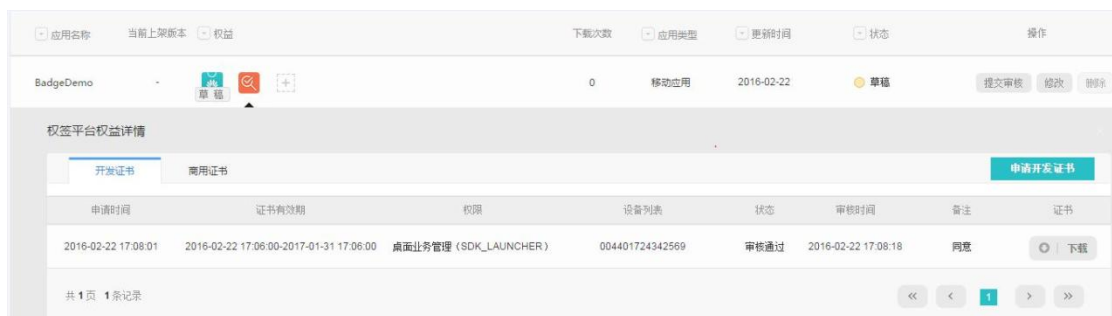 应用名称 当前上架版本 权益 下载次数 应用类型 更新时间 状态 操作
BadgeDemo - 草稿 0 移动应用 2016-02-22 草稿 提交审核 修改 删除
权签平台权益详情
开发证书 商用证书 申请开发证书
申请时间 证书有效期 权限 设备列表 状态 审核时间 备注 证书
2016-02-22 17:08:01 2016-02-22 17:06:00-2017-01-31 17:06:00 桌面业务管理（SDK_LAUNCHER） 004401724342569 审核通过 2016-02-22 17:08:18 同意 下载
共1页 1条记录 « < 1 > »